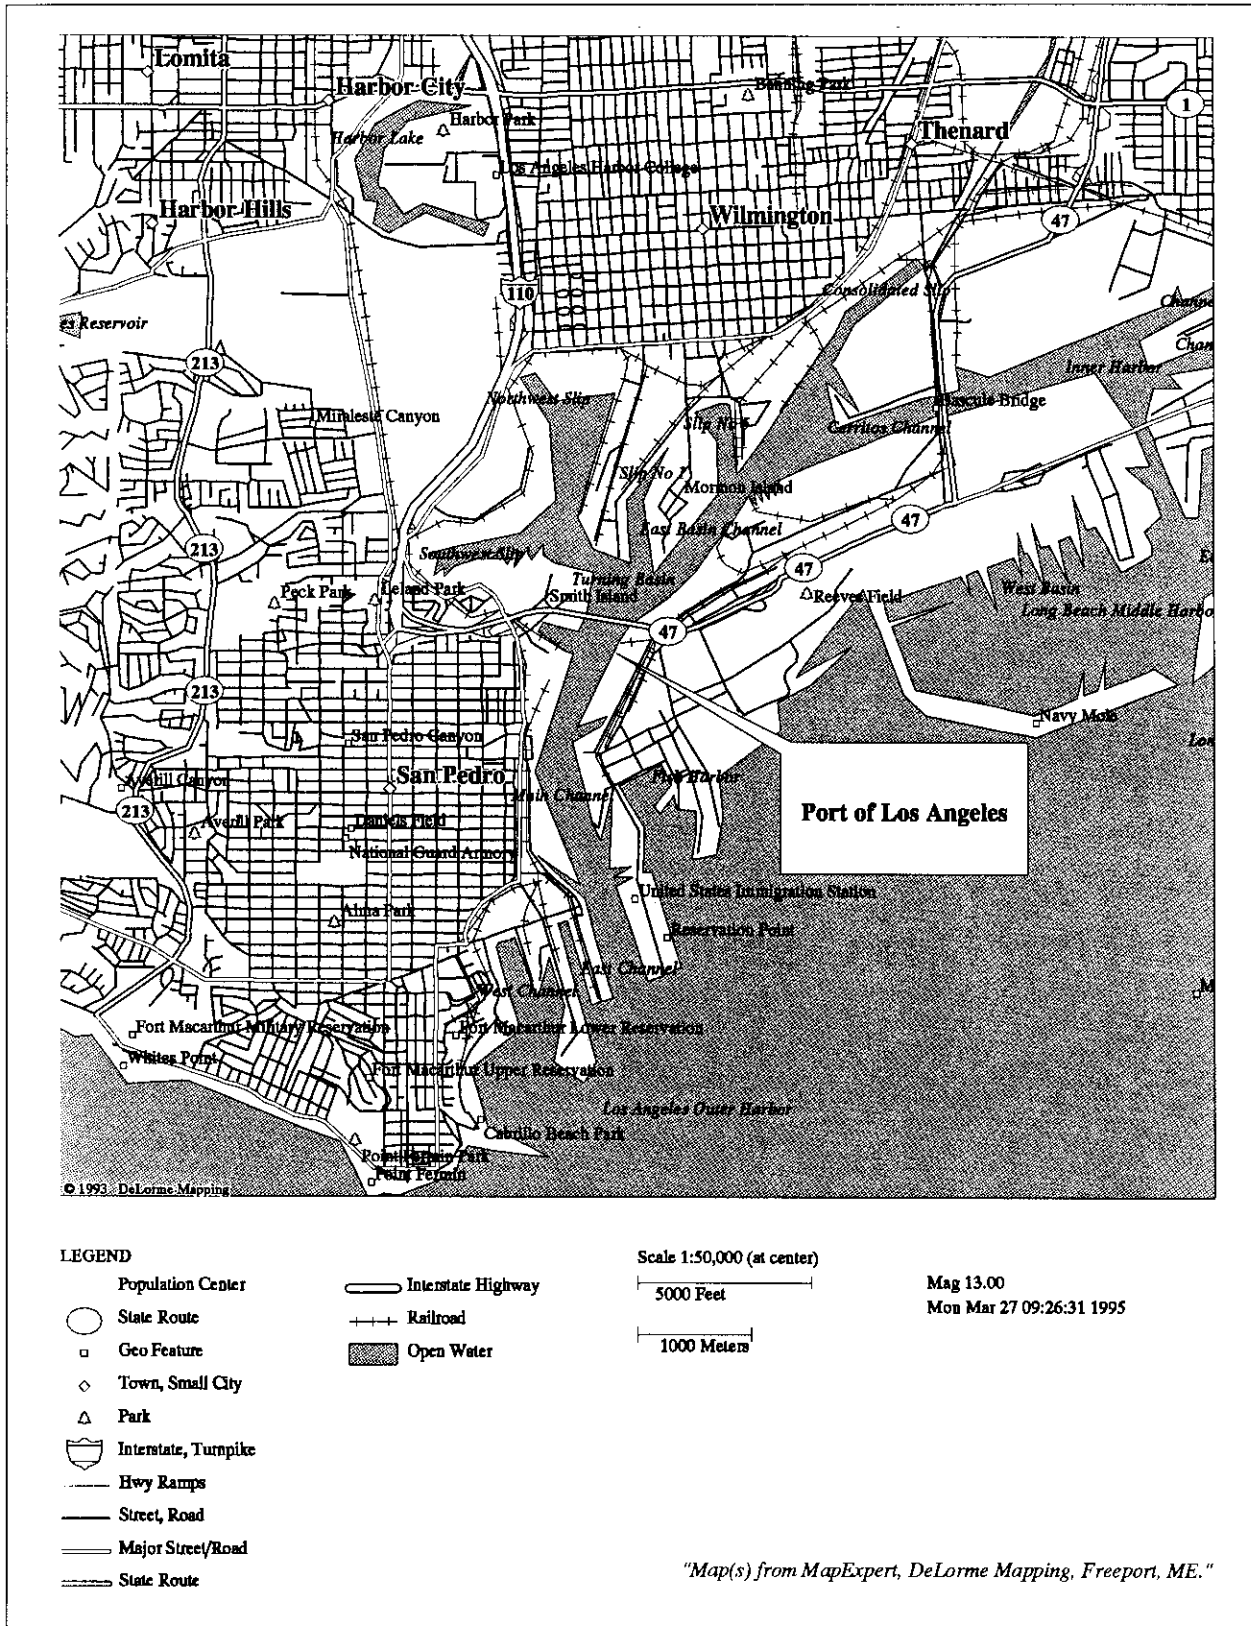 Lomita
Harbor City
Banning Park
1
Harbor Park
Harbor Lake
Thenard
Los Angeles Harbor College
Harbor Hills
Wilmington
47
110
Consolidated Slip
es Reservoir
213
Inner Harbor
Northwest Slip
Bascule Bridge
Miraleste Canyon
Slip No
Cerritos Channel
Slip No 1
Mormon Island
47
East Basin Channel
213
Southwest Slip
47
Turning Basin
Peck Park
Leland Park
Smith Island
Reeves Field
West Basin
Long Beach Middle Harbo
47
213
Navy Mole
San Pedro Canyon
San Pedro
Fish Harbor
Averill Canyon
Main Channel
213
Averill Park
Daniels Field
Port of Los Angeles
National Guard Armory
United States Immigration Station
Alma Park
Reservation Point
East Channel
West Channel
M
Fort Macarthur Military Reservation
Fort Macarthur Lower Reservation
Whites Point
Fort Macarthur Upper Reservation
Los Angeles Outer Harbor
Cabrillo Beach Park
Point Fermin Park
Point Fermin
© 1993 DeLorme Mapping
LEGEND
Population Center
State Route
Geo Feature
Town, Small City
Park
Interstate, Turnpike
Hwy Ramps
Street, Road
Major Street/Road
State Route
Interstate Highway
Railroad
Open Water
Scale 1:50,000 (at center)
5000 Feet
1000 Meters
Mag 13.00
Mon Mar 27 09:26:31 1995
"Map(s) from MapExpert, DeLorme Mapping, Freeport, ME."